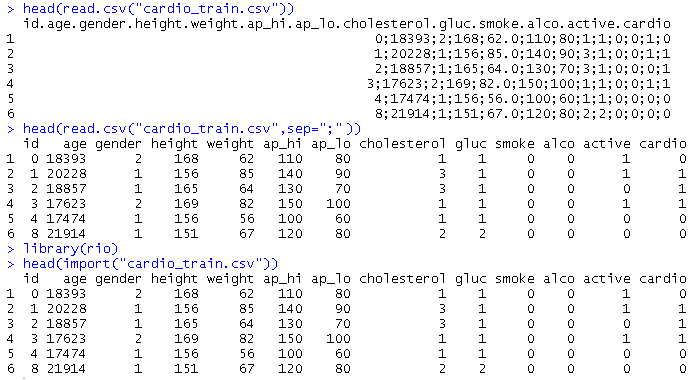 > head(read.csv("cardio_train.csv"))
  id.age.gender.height.weight.ap_hi.ap_lo.cholesterol.gluc.smoke.alco.active.cardio
1                                             0;18393;2;168;62.0;110;80;1;1;0;0;1;0
2                                             1;20228;1;156;85.0;140;90;3;1;0;0;1;1
3                                             2;18857;1;165;64.0;130;70;3;1;0;0;0;1
4                                            3;17623;2;169;82.0;150;100;1;1;0;0;1;1
5                                             4;17474;1;156;56.0;100;60;1;1;0;0;0;0
6                                             8;21914;1;151;67.0;120;80;2;2;0;0;0;0
> head(read.csv("cardio_train.csv",sep=";"))
  id   age gender height weight ap_hi ap_lo cholesterol gluc smoke alco active cardio
1  0 18393      2    168     62   110    80           1    1     0    0      1      0
2  1 20228      1    156     85   140    90           3    1     0    0      1      1
3  2 18857      1    165     64   130    70           3    1     0    0      0      1
4  3 17623      2    169     82   150   100           1    1     0    0      1      1
5  4 17474      1    156     56   100    60           1    1     0    0      0      0
6  8 21914      1    151     67   120    80           2    2     0    0      0      0
> library(rio)
> head(import("cardio_train.csv"))
  id   age gender height weight ap_hi ap_lo cholesterol gluc smoke alco active cardio
1  0 18393      2    168     62   110    80           1    1     0    0      1      0
2  1 20228      1    156     85   140    90           3    1     0    0      1      1
3  2 18857      1    165     64   130    70           3    1     0    0      0      1
4  3 17623      2    169     82   150   100           1    1     0    0      1      1
5  4 17474      1    156     56   100    60           1    1     0    0      0      0
6  8 21914      1    151     67   120    80           2    2     0    0      0      0